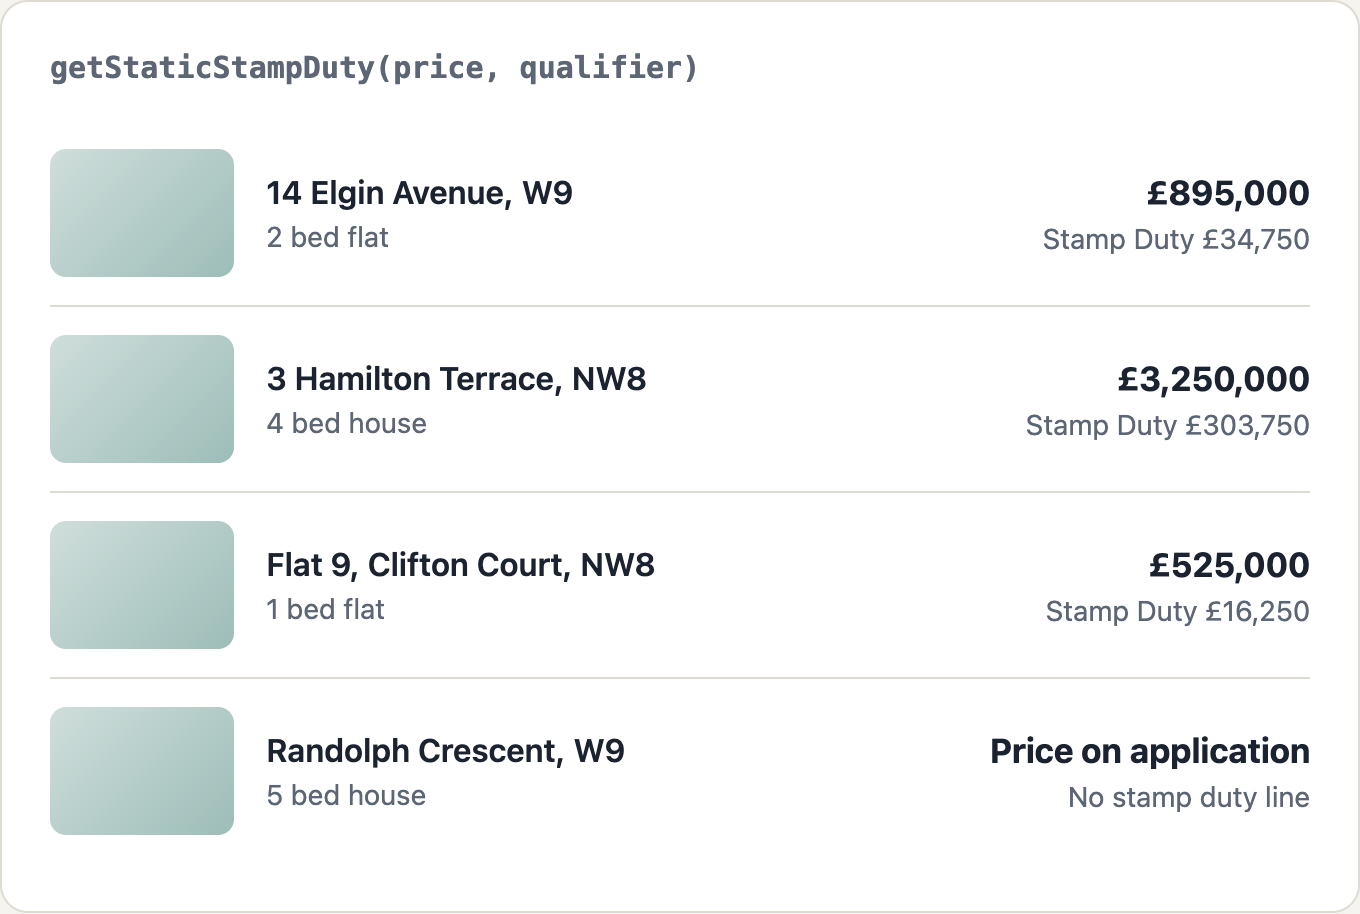 getStaticStampDuty(price, qualifier)
14 Elgin Avenue, W9
£895,000
2 bed flat
Stamp Duty £34,750
3 Hamilton Terrace, NW8
£3,250,000
4 bed house
Stamp Duty £303,750
Flat 9, Clifton Court, NW8
£525,000
1 bed flat
Stamp Duty £16,250
Randolph Crescent, W9
Price on application
5 bed house
No stamp duty line